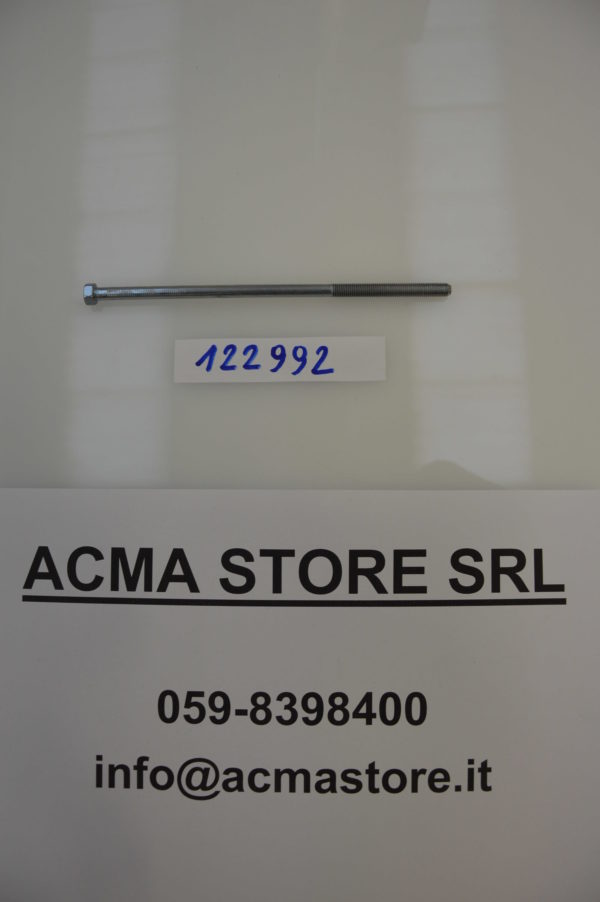 122992
ACMA STORE SRL
059-8398400
info@acmastore.it